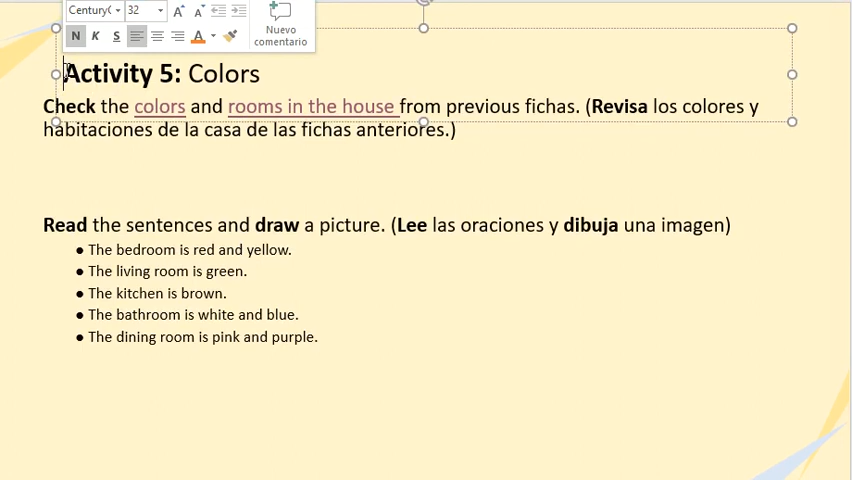 CenturyG 32 A A
N K S A
Nuevo
comentario
Activity 5: Colors
Check the colors and rooms in the house from previous fichas. (Revisa los colores y
habitaciones de la casa de las fichas anteriores.)
Read the sentences and draw a picture. (Lee las oraciones y dibuja una imagen)
● The bedroom is red and yellow.
● The living room is green.
● The kitchen is brown.
● The bathroom is white and blue.
● The dining room is pink and purple.